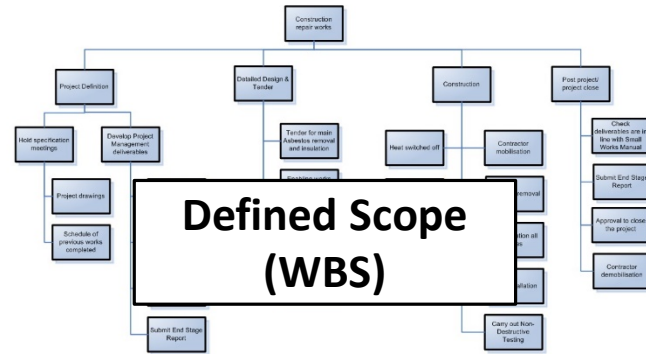 Construction
repair works
Project Definition
Detailed Design &
Tender
Construction
Post project/
project close
Hold specification
meetings
Develop Project
Management
deliverables
Tender for main
Asbestos removal
and insulation
Heat switched off
Contractor
mobilisation
Check
deliverables are in
line with Small
Works Manual
Project drawings
Enabling works
removal
Submit End Stage
Report
Schedule of
previous works
completed
Approval to close
the project
Contractor
demobilisation
Submit End Stage
Report
Carry out Non-
Destructive
Testing
Defined Scope
(WBS)